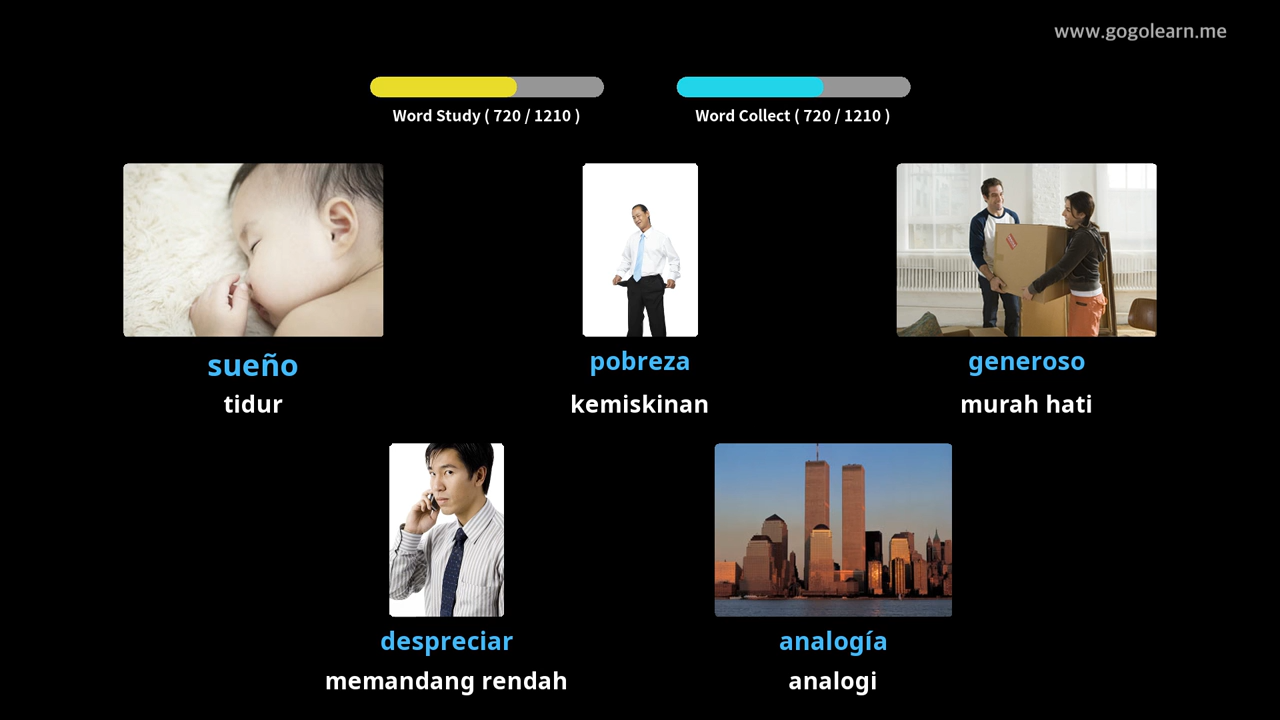 www.gogolearn.me
Word Study ( 720 / 1210 )
Word Collect ( 720 / 1210 )
sueño
pobreza
generoso
tidur
kemiskinan
murah hati
despreciar
analogía
memandang rendah
analogi